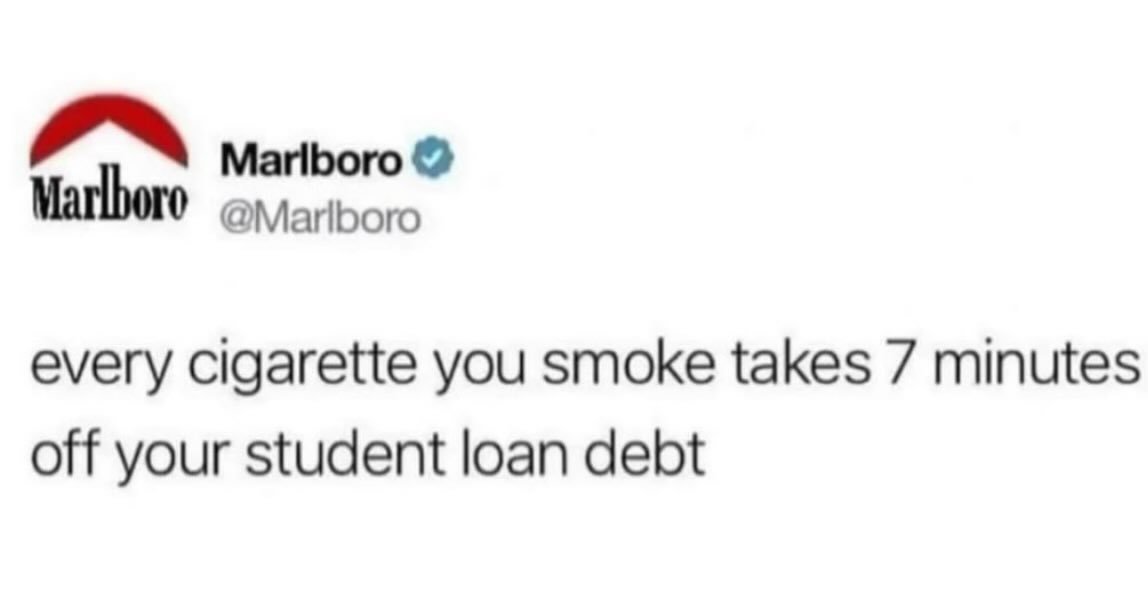 Marlboro
Marlboro
@Marlboro
every cigarette you smoke takes 7 minutes
off your student loan debt